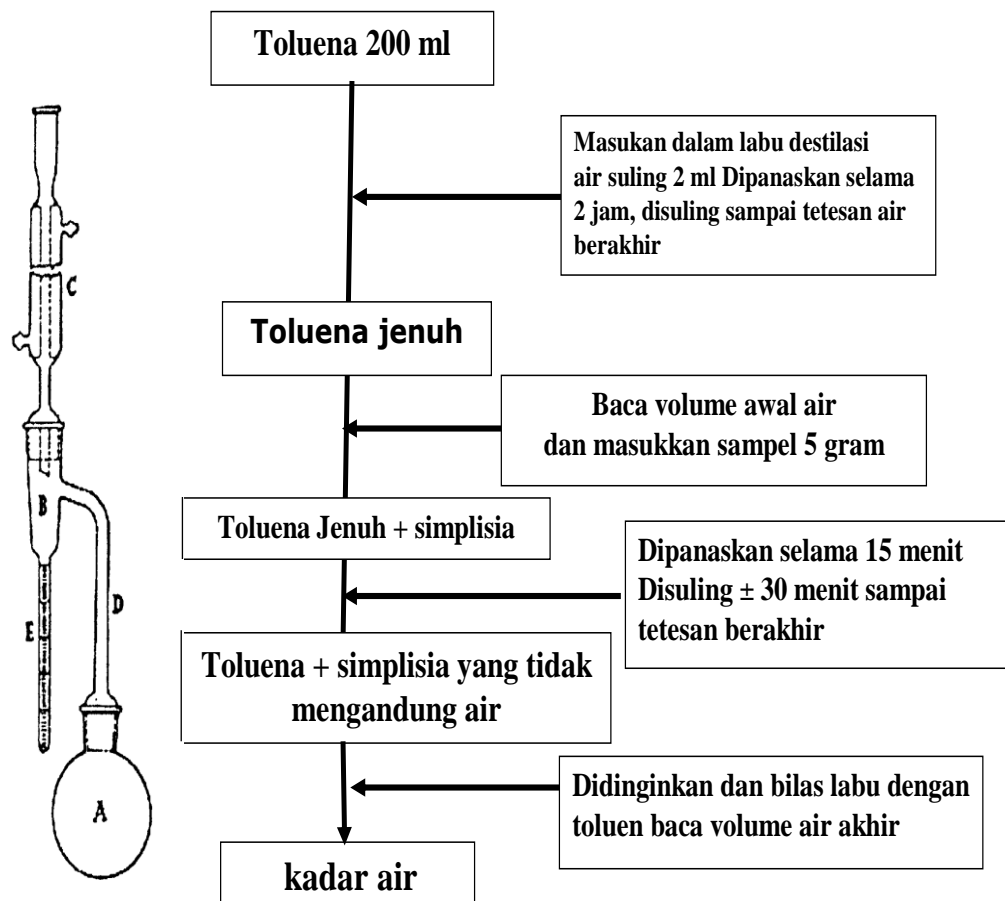 Toluena 200 ml
Masukan dalam labu destilasi
air suling 2 ml Dipanaskan selama
2 jam, disuling sampai tetesan air
berakhir
Toluena jenuh
Baca volume awal air
dan masukkan sampel 5 gram
Toluena Jenuh + simplisia
Dipanaskan selama 15 menit
Disuling ± 30 menit sampai
tetesan berakhir
Toluena + simplisia yang tidak
mengandung air
Didinginkan dan bilas labu dengan
toluen baca volume air akhir
kadar air
C
B
D
E
A